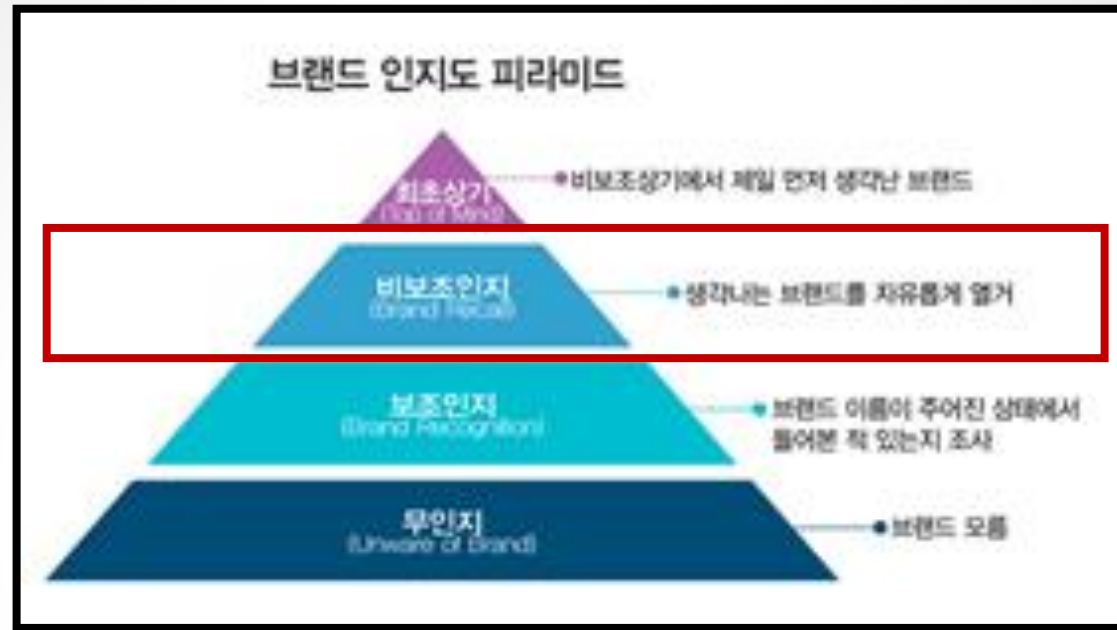 브랜드 인지도 피라미드
최초상기
(Top of Mind)
비보조상기에서 제일 먼저 생각난 브랜드
비보조인지
(Brand Recall)
생각나는 브랜드를 자유롭게 열거
보조인지
(Brand Recognition)
브랜드 이름이 주어진 상태에서
들어본 적 있는지 조사
무인지
(Unware of Brand)
브랜드 모름